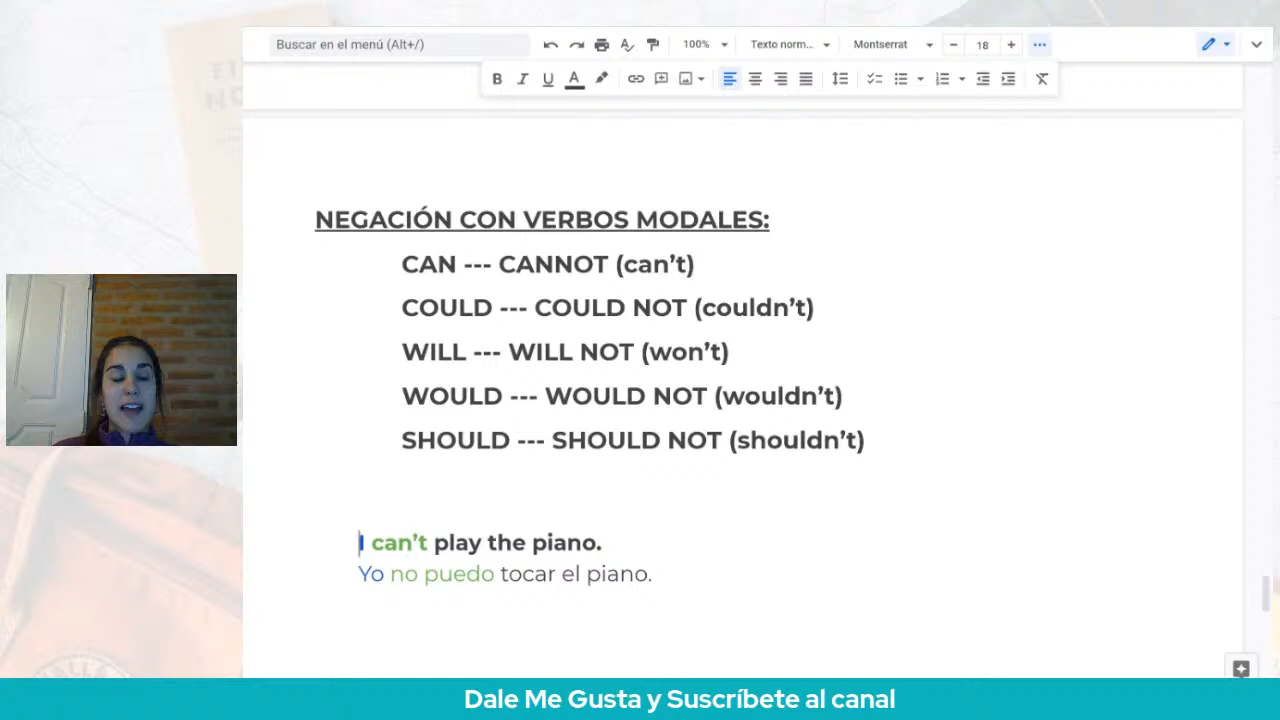 Buscar en el menú (Alt+/)
100%
Texto norm...
Montserrat
18
NEGACIÓN CON VERBOS MODALES:
CAN --- CANNOT (can’t)
COULD --- COULD NOT (couldn’t)
WILL --- WILL NOT (won’t)
WOULD --- WOULD NOT (wouldn’t)
SHOULD --- SHOULD NOT (shouldn’t)
I can’t play the piano.
Yo no puedo tocar el piano.
Dale Me Gusta y Suscríbete al canal